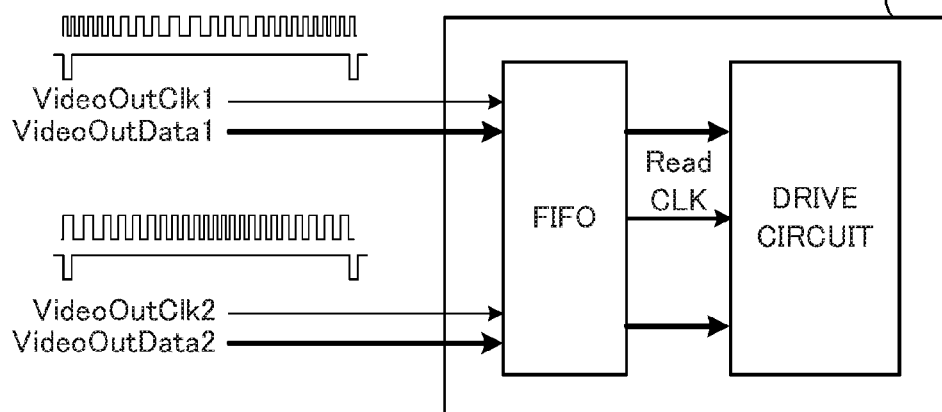 VideoOutClk1
VideoOutData1
Read
CLK
FIFO
DRIVE
CIRCUIT
VideoOutClk2
VideoOutData2